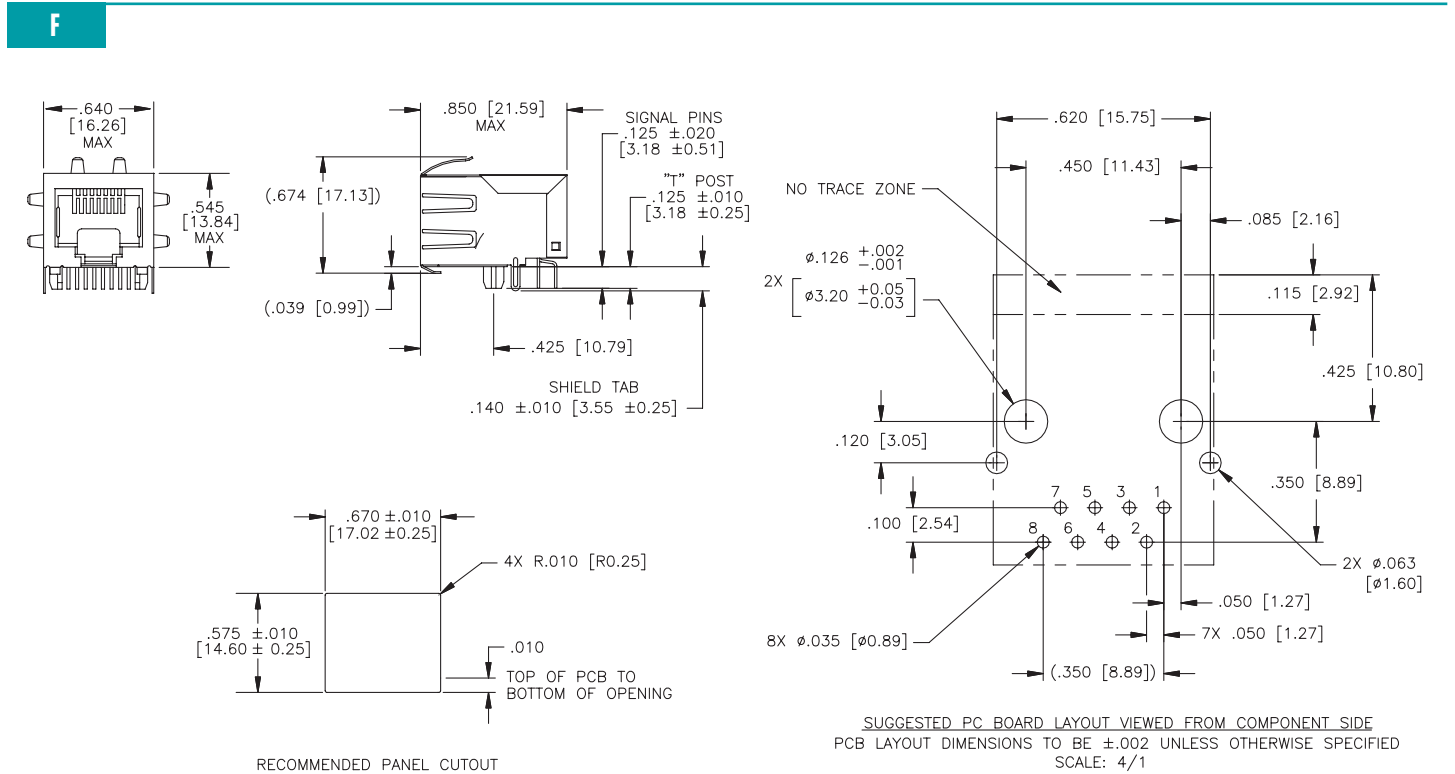 F
.640
[16.26]
MAX
.545
[13.84]
MAX
.850 [21.59]
MAX
SIGNAL PINS
.125 ±.020
[3.18 ±0.51]
"T" POST
.125 ±.010
[3.18 ±0.25]
(.674 [17.13])
(.039 [0.99])
.425 [10.79]
SHIELD TAB
.140 ±.010 [3.55 ±0.25]
.670 ±.010
[17.02 ±0.25]
4X R.010 [R0.25]
.575 ±.010
[14.60 ± 0.25]
.010
TOP OF PCB TO
BOTTOM OF OPENING
RECOMMENDED PANEL CUTOUT
.620 [15.75]
.450 [11.43]
NO TRACE ZONE
.085 [2.16]
2X ø.126 +.002 -.001
[ø3.20 +0.05 -0.03]
.115 [2.92]
.425 [10.80]
.120 [3.05]
.350 [8.89]
7 5 3 1
.100 [2.54]
8 6 4 2
2X ø.063
[ø1.60]
.050 [1.27]
8X ø.035 [ø0.89]
7X .050 [1.27]
(.350 [8.89])
SUGGESTED PC BOARD LAYOUT VIEWED FROM COMPONENT SIDE
PCB LAYOUT DIMENSIONS TO BE ±.002 UNLESS OTHERWISE SPECIFIED
SCALE: 4/1